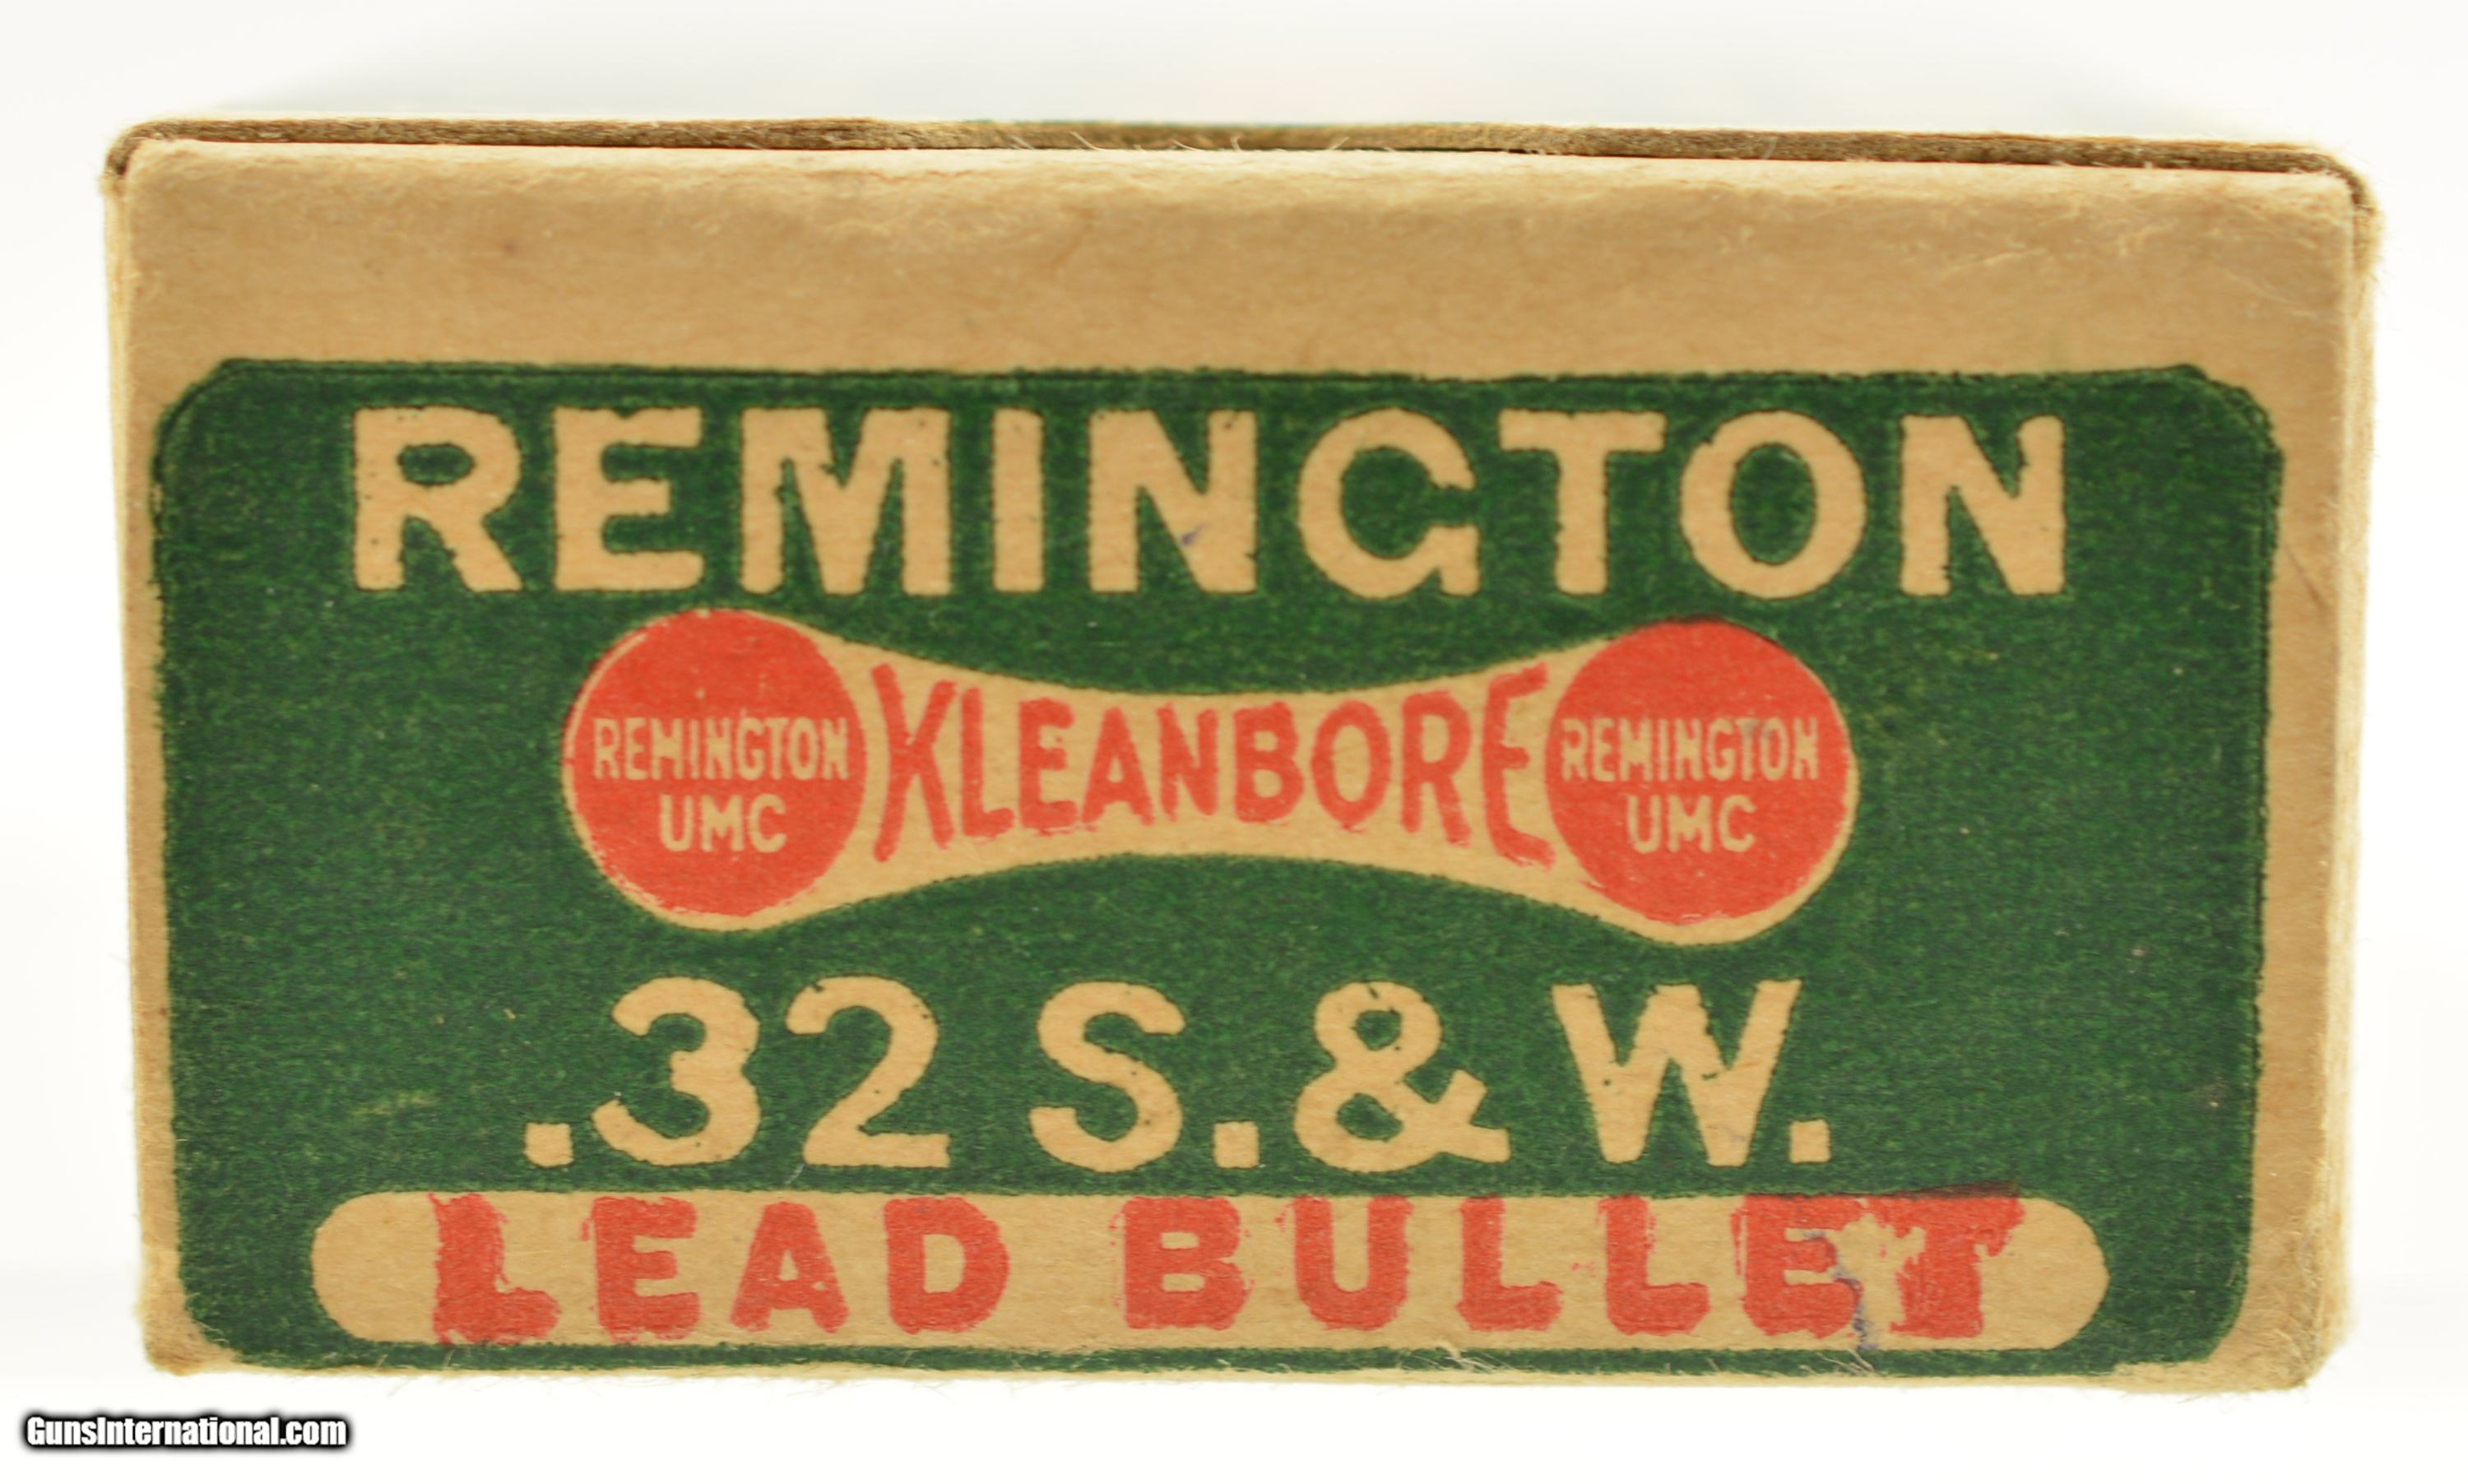 REMINGTON
REMINGTON
UMC
KLEANBORE
REMINGTON
UMC
.32 S.& W.
LEAD BULLET
GunsInternational.com